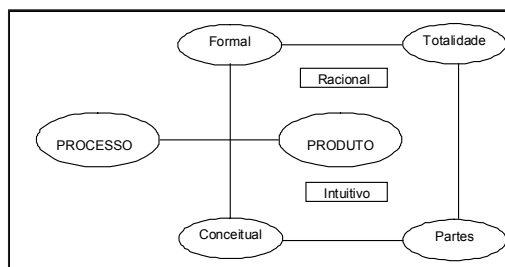 Formal
Totalidade
Racional
PROCESSO
PRODUTO
Intuitivo
Conceitual
Partes